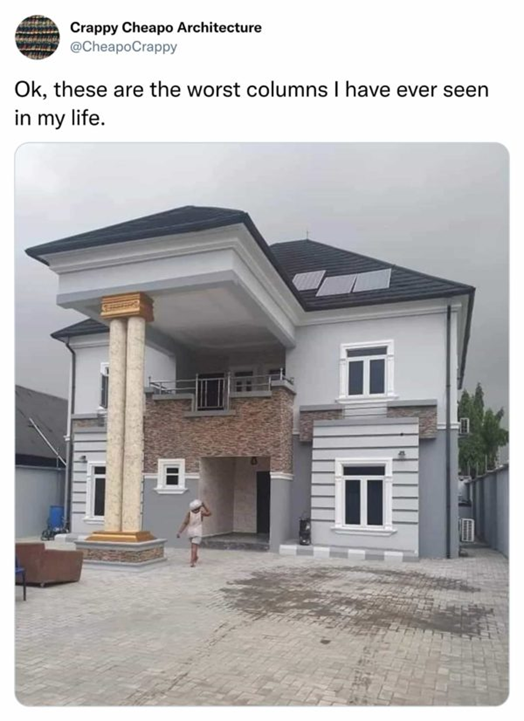 Crappy Cheapo Architecture
@CheapoCrappy
Ok, these are the worst columns I have ever seen
in my life.